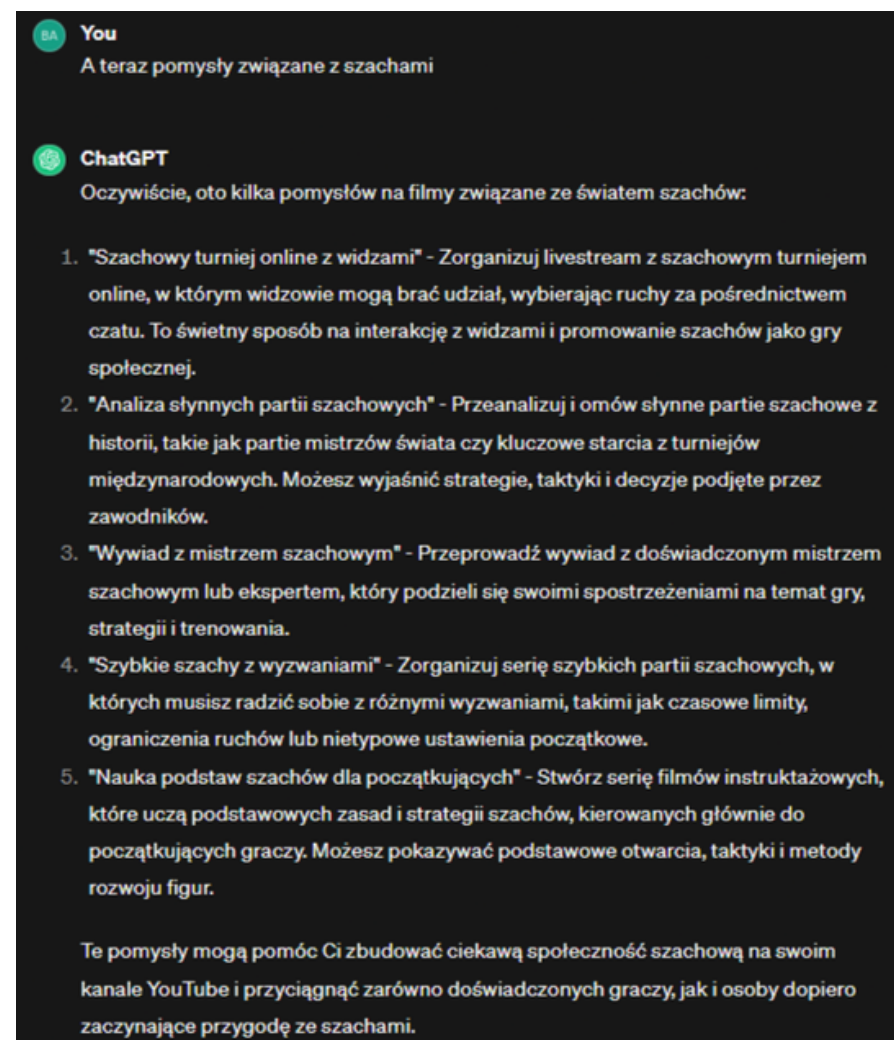 BA You
A teraz pomysły związane z szachami
ChatGPT
Oczywiście, oto kilka pomysłów na filmy związane ze światem szachów:
1. "Szachowy turniej online z widzami" - Zorganizuj livestream z szachowym turniejem
online, w którym widzowie mogą brać udział, wybierając ruchy za pośrednictwem
czatu. To świetny sposób na interakcję z widzami i promowanie szachów jako gry
społecznej.
2. "Analiza słynnych partii szachowych" - Przeanalizuj i omów słynne partie szachowe z
historii, takie jak partie mistrzów świata czy kluczowe starcia z turniejów
międzynarodowych. Możesz wyjaśnić strategie, taktyki i decyzje podjęte przez
zawodników.
3. "Wywiad z mistrzem szachowym" - Przeprowadź wywiad z doświadczonym mistrzem
szachowym lub ekspertem, który podzieli się swoimi spostrzeżeniami na temat gry,
strategii i trenowania.
4. "Szybkie szachy z wyzwaniami" - Zorganizuj serię szybkich partii szachowych, w
których musisz radzić sobie z różnymi wyzwaniami, takimi jak czasowe limity,
ograniczenia ruchów lub nietypowe ustawienia początkowe.
5. "Nauka podstaw szachów dla początkujących" - Stwórz serię filmów instruktażowych,
które uczą podstawowych zasad i strategii szachów, kierowanych głównie do
początkujących graczy. Możesz pokazywać podstawowe otwarcia, taktyki i metody
rozwoju figur.
Te pomysły mogą pomóc Ci zbudować ciekawą społeczność szachową na swoim
kanale YouTube i przyciągnąć zarówno doświadczonych graczy, jak i osoby dopiero
zaczynające przygodę ze szachami.